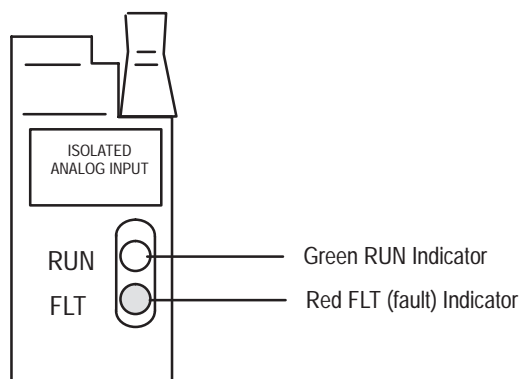 ISOLATED
ANALOG INPUT
RUN
Green RUN Indicator
FLT
Red FLT (fault) Indicator